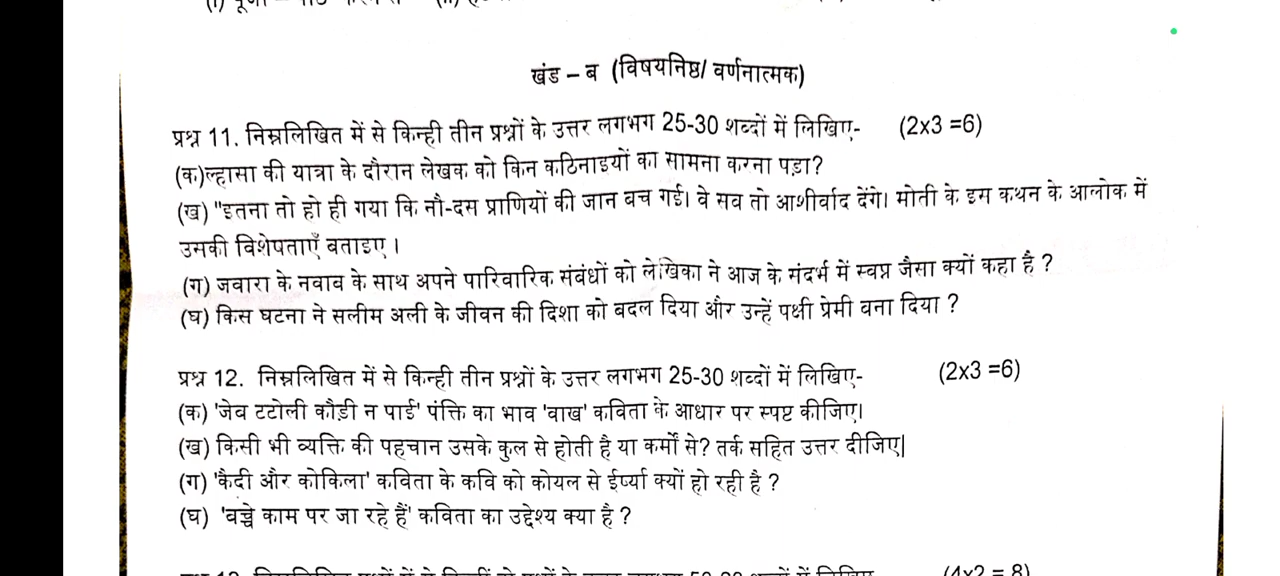 खंड – ब (विषयनिष्ठ/ वर्णनात्मक)
प्रश्न 11. निम्नलिखित में से किन्ही तीन प्रश्नों के उत्तर लगभग 25-30 शब्दों में लिखिए- (2x3 =6)
(क)ल्हासा की यात्रा के दौरान लेखक को किन कठिनाइयों का सामना करना पड़ा?
(ख) "इतना तो हो ही गया कि नौ-दस प्राणियों की जान बच गई। वे सब तो आशीर्वाद देंगे। मोती के इस कथन के आलोक में
उसकी विशेषताएँ बताइए ।
(ग) जवारा के नवाब के साथ अपने पारिवारिक संबंधों को लेखिका ने आज के संदर्भ में स्वप्न जैसा क्यों कहा है ?
(घ) किस घटना ने सलीम अली के जीवन की दिशा को बदल दिया और उन्हें पक्षी प्रेमी बना दिया ?
प्रश्न 12. निम्नलिखित में से किन्ही तीन प्रश्नों के उत्तर लगभग 25-30 शब्दों में लिखिए- (2x3 =6)
(क) 'जेब टटोली कौड़ी न पाई' पंक्ति का भाव 'वाख' कविता के आधार पर स्पष्ट कीजिए।
(ख) किसी भी व्यक्ति की पहचान उसके कुल से होती है या कर्मों से? तर्क सहित उत्तर दीजिए|
(ग) 'कैदी और कोकिला' कविता के कवि को कोयल से ईर्ष्या क्यों हो रही है ?
(घ) 'बच्चे काम पर जा रहे हैं' कविता का उद्देश्य क्या है ?
(4x2 = 8)